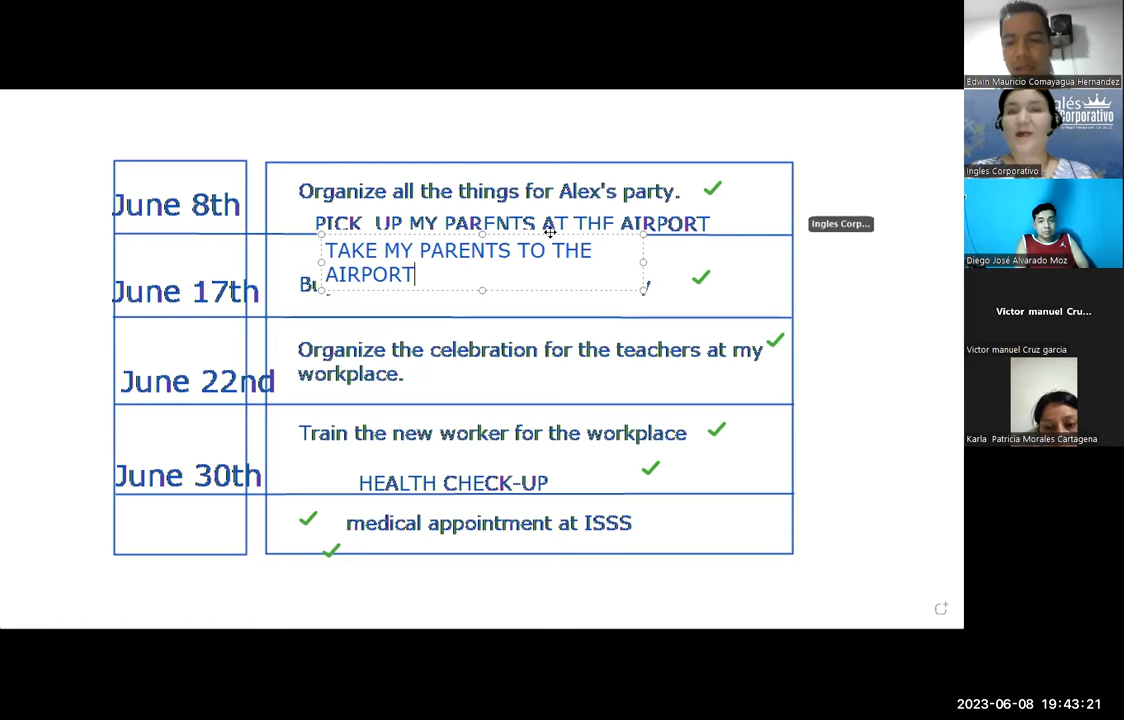 June 8th
Organize all the things for Alex's party.
PICK UP MY PARENTS AT THE AIRPORT
TAKE MY PARENTS TO THE
AIRPORT
June 17th
June 22nd
Organize the celebration for the teachers at my
workplace.
June 30th
Train the new worker for the workplace
HEALTH CHECK-UP
medical appointment at ISSS
Ingles Corp...
Edwin Mauricio Comayagua Hernandez
glés
Corporativo
Ingles Corporativo
Diego José Alvarado Moz
Victor manuel Cru...
Victor manuel Cruz garcia
Karla Patricia Morales Cartagena
2023-06-08 19:43:21